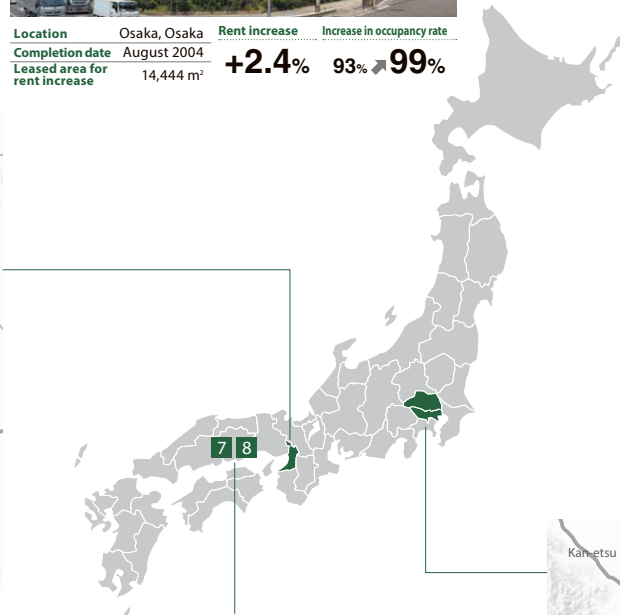 Location Osaka, Osaka
Completion date August 2004
Leased area for
rent increase 14,444 m²
Rent increase
+2.4%
Increase in occupancy rate
93% 99%
7 8
Kan-etsu